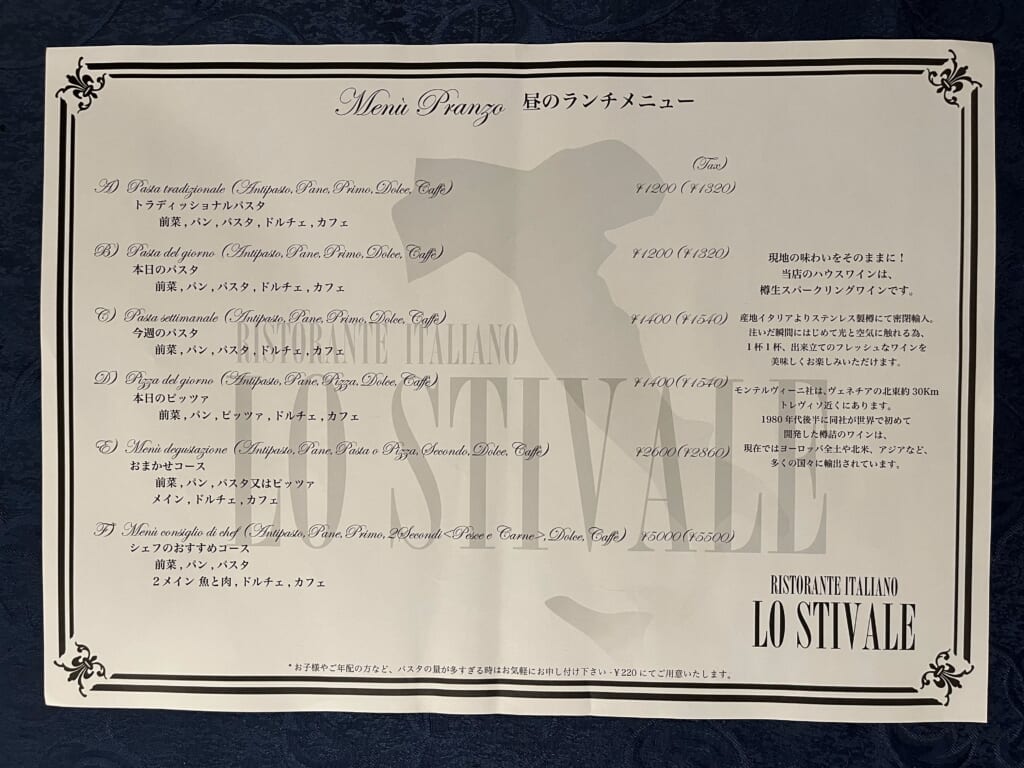 Menù Pranzo 昼のランチメニュー
(Tax)
A) Pasta tradizionale (Antipasto, Pane, Primo, Dolce, Caffè) ¥1200 (¥1320)
トラディッショナルパスタ
前菜 , パン , パスタ , ドルチェ , カフェ
B) Pasta del giorno (Antipasto, Pane, Primo, Dolce, Caffè) ¥1200 (¥1320)
本日のパスタ
前菜 , パン , パスタ , ドルチェ , カフェ
C) Pasta settimanale (Antipasto, Pane, Primo, Dolce, Caffè) ¥1400 (¥1540)
今週のパスタ
前菜 , パン , パスタ , ドルチェ , カフェ
D) Pizza del giorno (Antipasto, Pane, Pizza, Dolce, Caffè) ¥1400 (¥1540)
本日のピッツァ
前菜 , パン , ピッツァ , ドルチェ , カフェ
E) Menù degustazione (Antipasto, Pane, Pasta o Pizza, Secondo, Dolce, Caffè) ¥2600 (¥2860)
おまかせコース
前菜 , パン , パスタ又はピッツァ
メイン , ドルチェ , カフェ
F) Menù consiglio di chef (Antipasto, Pane, Primo, 2Secondi <Pesce e Carne>, Dolce, Caffè) ¥5000 (¥5500)
シェフのおすすめコース
前菜 , パン , パスタ
2メイン 魚と肉 , ドルチェ , カフェ
現地の味わいをそのままに！
当店のハウスワインは、
樽生スパークリングワインです。
産地イタリアよりステンレス製樽にて密閉輸入。
注いだ瞬間にはじめて光と空気に触れる為、
1杯1杯、出来立てのフレッシュなワインを
美味しくお楽しみいただけます。
モンテルヴィーニ社は、ヴェネチアの北東約 30Km
トレヴィソ近くにあります。
1980 年代後半に同社が世界で初めて
開発した樽詰のワインは、
現在ではヨーロッパ全土や北米、アジアなど、
多くの国々に輸出されています。
RISTORANTE ITALIANO
LO STIVALE
RISTORANTE ITALIANO
LO STIVALE
* お子様やご年配の方など、パスタの量が多すぎる時はお気軽にお申し付け下さい - ¥220 にてご用意いたします。